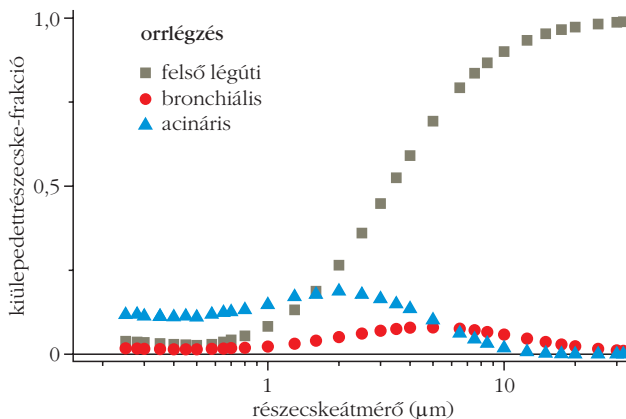 orrlégzés
felső légúti
bronchiális
acináris
kiülepedettrészecske-frakció
1,0
0,5
0
1
10
részecskeátmérő (μm)